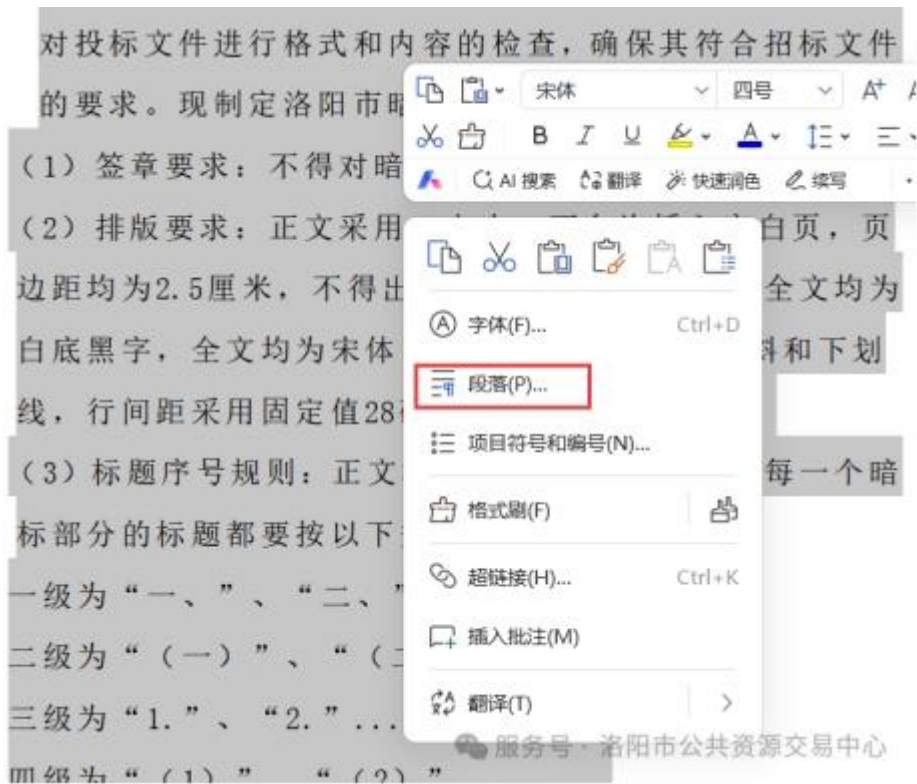 对投标文件进行格式和内容的检查，确保其符合招标文件
的要求。现制定洛阳市暗
宋体 四号 A+
B I U A
（1）签章要求：不得对暗
AI 搜索 翻译 快速润色 续写
（2）排版要求：正文采用
白页，页
边距均为2.5厘米，不得出
全文均为
字体(F)... Ctrl+D
白底黑字，全文均为宋体
和下划
段落(P)...
线，行间距采用固定值28
项目符号和编号(N)...
（3）标题序号规则：正文
每一个暗
格式刷(F)
标部分的标题都要按以下
超链接(H)... Ctrl+K
一级为“一、”、“二、”
插入批注(M)
二级为“（一）”、“（
三级为“1.”、“2.”...
翻译(T)
服务号 · 洛阳市公共资源交易中心
四级为“（1）”、“（2）”